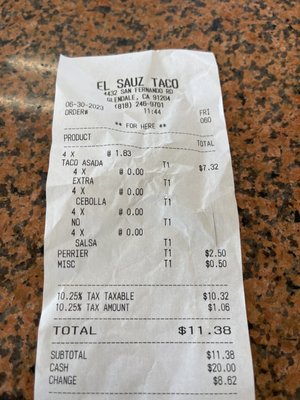 EL SAUZ TACO
4432 SAN FERNANDO RD
GLENDALE, CA 91204
(818) 246-9701
06-30-2023 11:44 FRI
ORDER# 060
** FOR HERE **
PRODUCT TOTAL
4 X @ 1.83
TACO ASADA T1 $7.32
4 X @ 0.00
EXTRA T1
4 X @ 0.00
CEBOLLA T1
4 X @ 0.00
NO T1
4 X @ 0.00
SALSA T1
PERRIER T1 $2.50
MISC T1 $0.50
10.25% TAX TAXABLE $10.32
10.25% TAX AMOUNT $1.06
TOTAL $11.38
SUBTOTAL $11.38
CASH $20.00
CHANGE $8.62